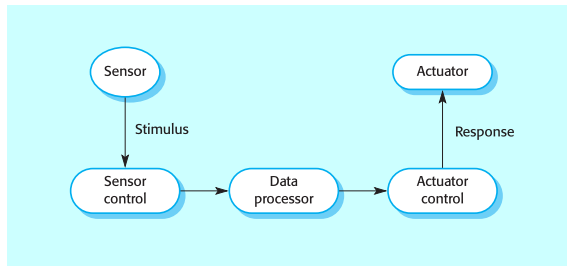 Sensor
Actuator
Stimulus
Response
Sensor
control
Data
processor
Actuator
control